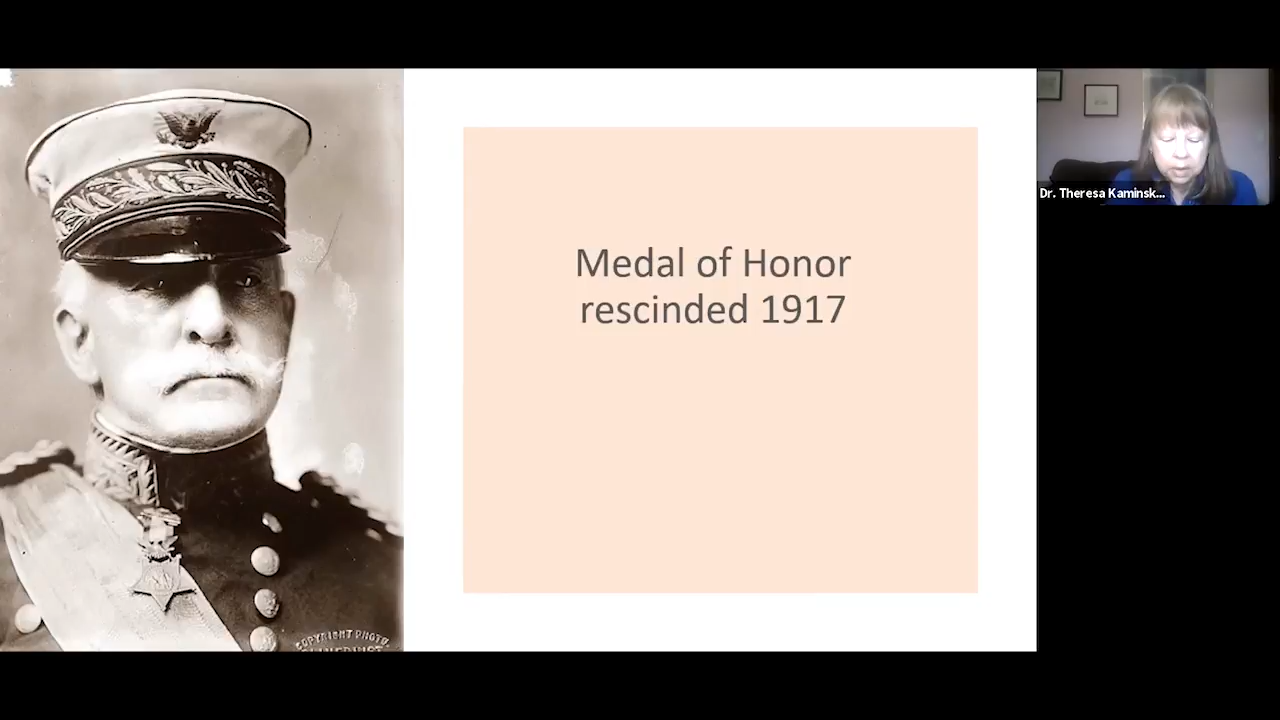 Medal of Honor
rescinded 1917
Dr. Theresa Kaminsk...
COPYRIGHT PHOTO.